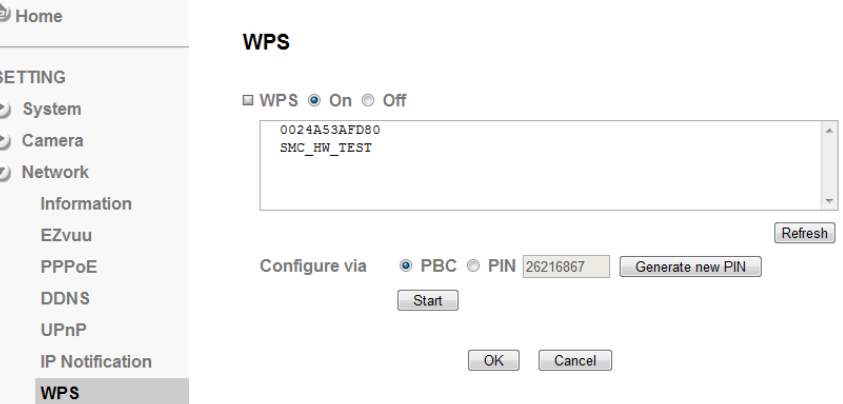 Home
SETTING
System
Camera
Network
Information
EZvuu
PPPoE
DDNS
UPnP
IP Notification
WPS
WPS
WPS On Off
0024A53AFD80
SMC_HW_TEST
Refresh
Configure via PBC PIN 26216867 Generate new PIN
Start
OK Cancel